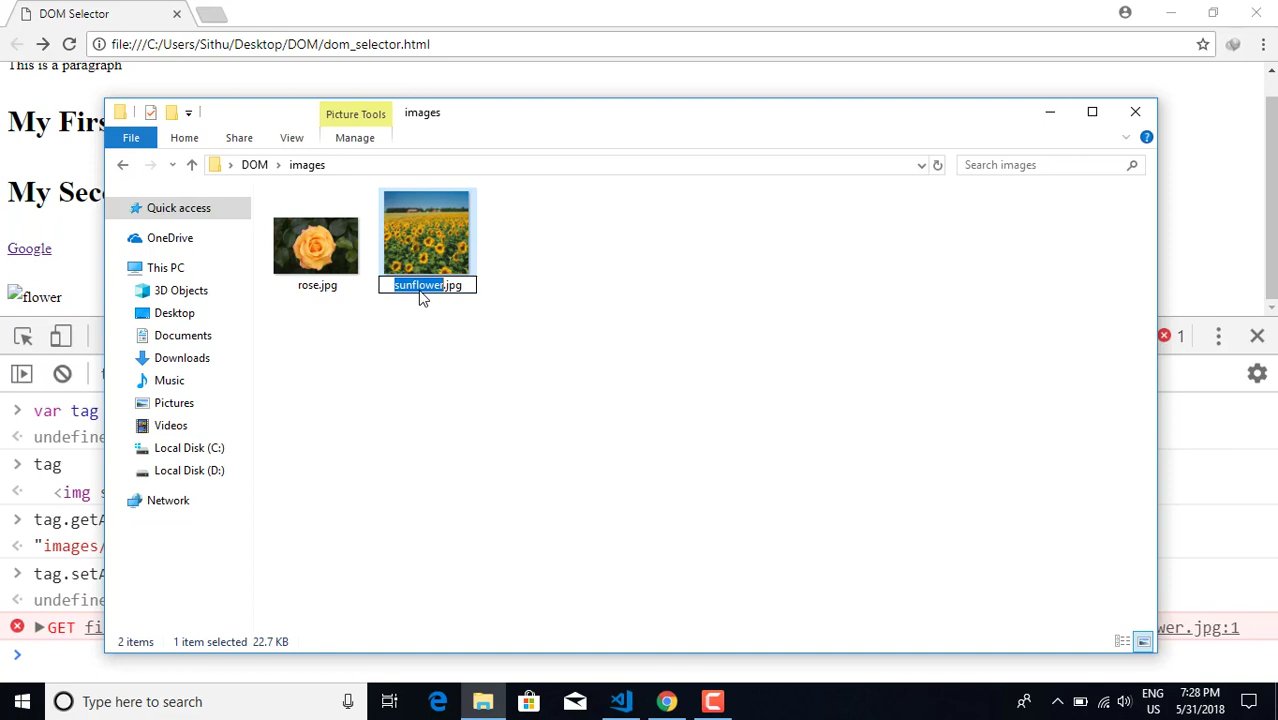 DOM Selector
file:///C:/Users/Sithu/Desktop/DOM/dom_selector.html
This is a paragraph
My Firs
My Seco
Google
flower
Picture Tools
images
File
Home
Share
View
Manage
DOM
images
Search images
Quick access
OneDrive
This PC
3D Objects
Desktop
Documents
Downloads
Music
Pictures
Videos
Local Disk (C:)
Local Disk (D:)
Network
rose.jpg
sunflower.jpg
2 items
1 item selected 22.7 KB
1
var tag
undefine
tag
<img s
tag.getA
"images/
tag.setA
undefine
GET fi
wer.jpg:1
Type here to search
ENG
US
7:28 PM
5/31/2018